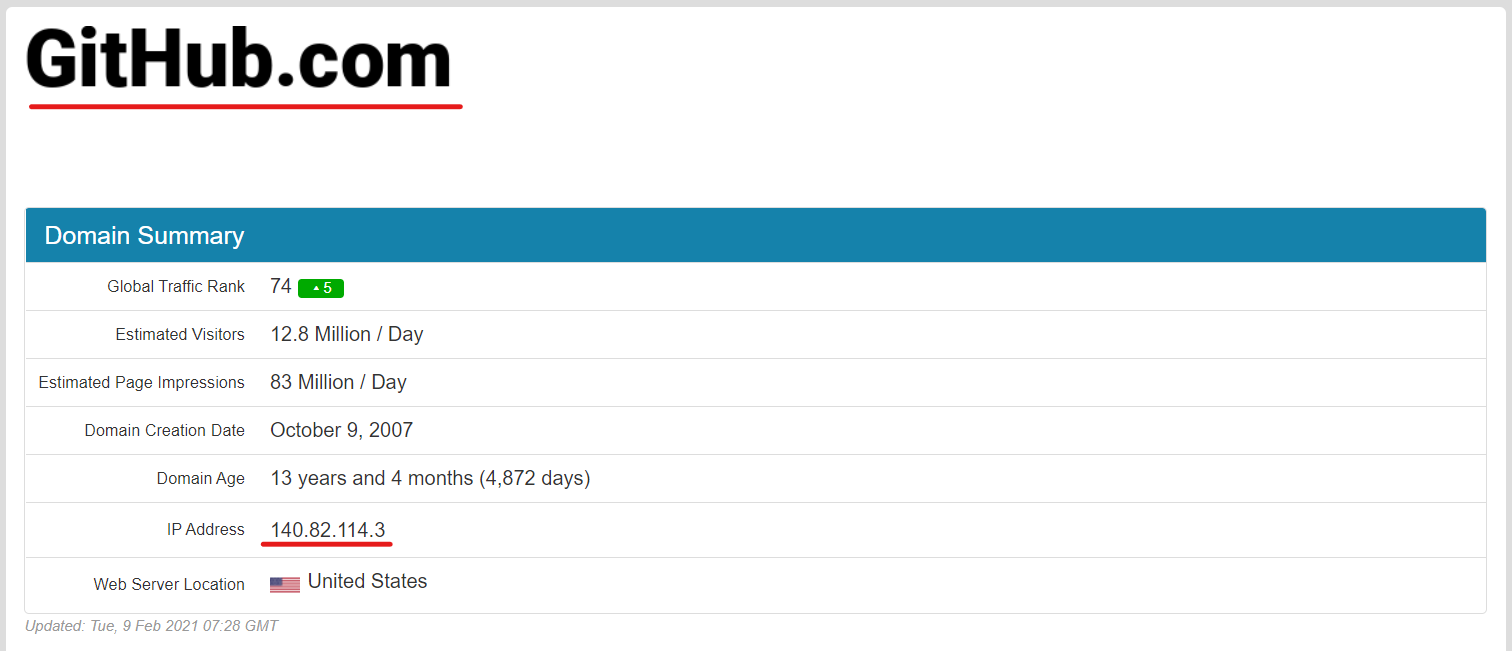 GitHub.com
Domain Summary
Global Traffic Rank 74 5
Estimated Visitors 12.8 Million / Day
Estimated Page Impressions 83 Million / Day
Domain Creation Date October 9, 2007
Domain Age 13 years and 4 months (4,872 days)
IP Address 140.82.114.3
Web Server Location United States
Updated: Tue, 9 Feb 2021 07:28 GMT